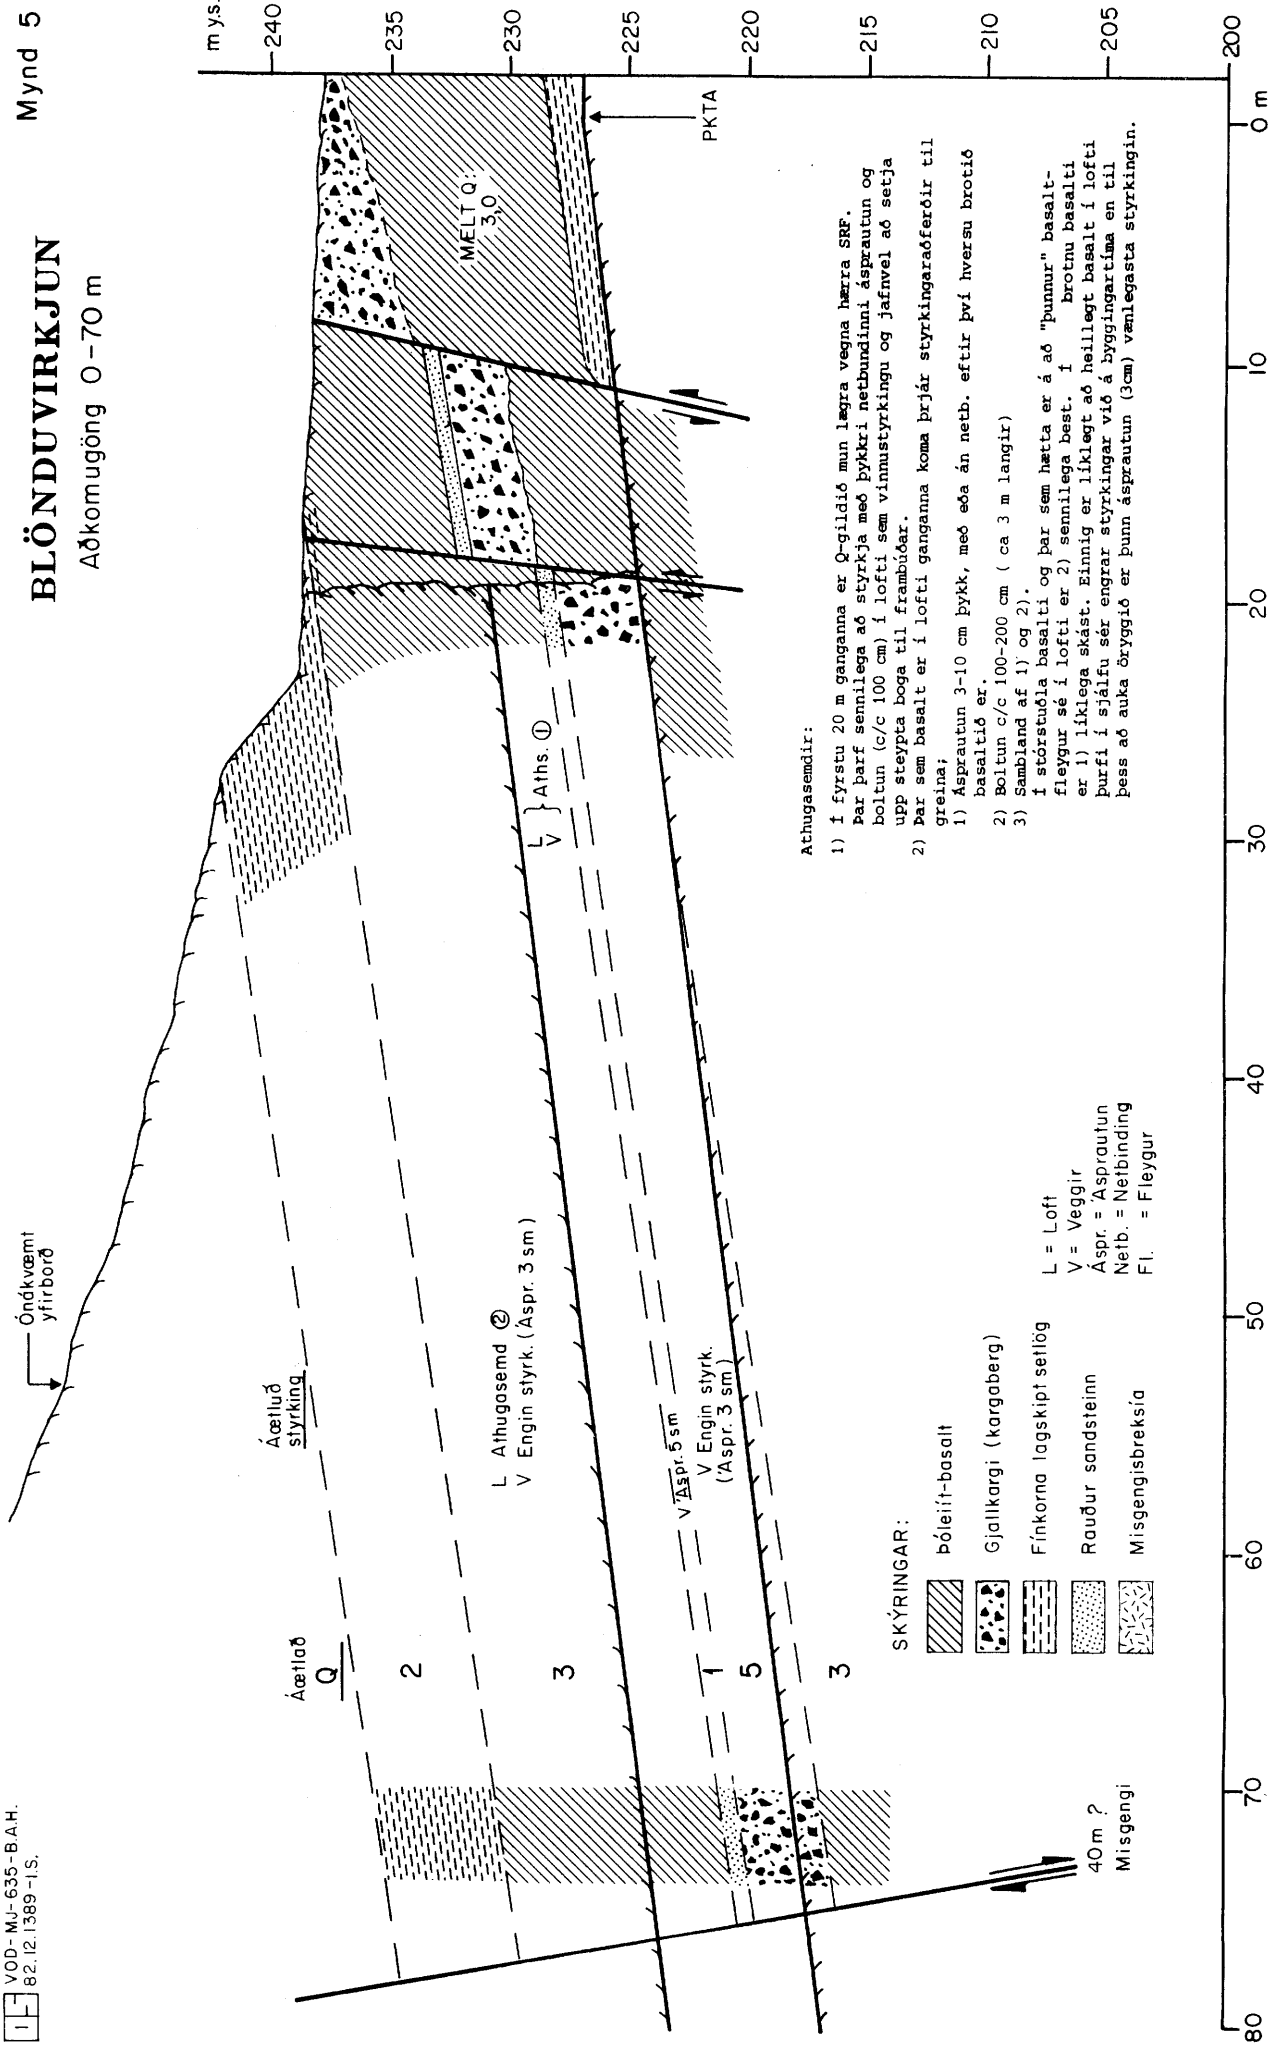 VOD-MJ-635-B.A.H.
82.12.1389-I.S.
BLÖNDUVIRKJUN
Aðkomugöng 0-70 m
Mynd 5
m y.s.
240
235
230
225
220
215
210
205
200
80
70
60
50
40
30
20
10
0 m
Ónákvæmt
yfirborð
Áætluð
styrking
Áætlað
Q
2
3
1
5
3
L Athugasemd ②
V Engin styrk. (Áspr. 3 sm)
V Áspr. 5 sm
V Engin styrk.
(Áspr. 3 sm)
L
V
Aths. ①
MÆLT Q:
3,0
PKTA
40m ?
Misgengi
Athugasemdir:
1) Í fyrstu 20 m ganganna er Q-gildið mun lægra vegna hærra SRF.
Þar þarf sennilega að styrkja með þykkri netbundinni ásprautun og
boltun (c/c 100 cm) í lofti sem vinnustyrkingu og jafnvel að setja
upp steypta boga til frambúðar.
2) Þar sem basalt er í lofti ganganna koma þrjár styrkingaraðferðir til
greina;
1) Ásprautun 3-10 cm þykk, með eða án netb. eftir því hversu brotið
basaltið er.
2) Boltun c/c 100-200 cm ( ca 3 m langir)
3) Sambland af 1) og 2).
Í stórstuðla basalti og þar sem hætta er á að "þunnur" basalt-
fleygur sé í lofti er 2) sennilega best. Í brotnu basalti
er 1) líklega skást. Einnig er líklegt að heillegt basalt í lofti
þurfi í sjálfu sér engrar styrkingar við á byggingartíma en til
þess að auka öryggið er þunn ásprautun (3cm) vænlegasta styrkingin.
SKÝRINGAR:
Þóleiít-basalt
Gjallkargi (kargaberg)
Fínkorna lagskipt setlög
Rauður sandsteinn
Misgengisbreksía
L = Loft
V = Veggir
Áspr. = Ásprautun
Netb. = Netbinding
Fl. = Fleygur